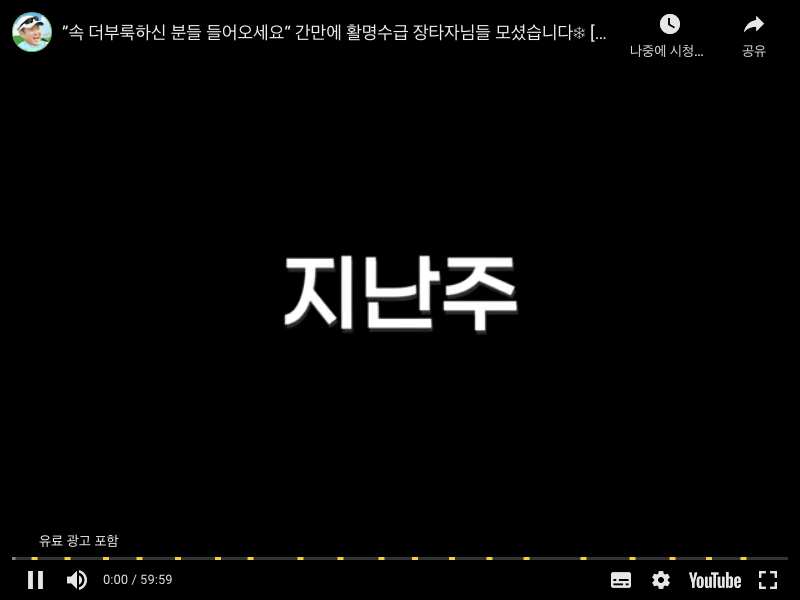 ”속 더부룩하신 분들 들어오세요“ 간만에 활명수급 장타자님들 모셨습니다❄ [...
나중에 시청...
공유
지난주
유료 광고 포함
0:00 / 59:59
YouTube